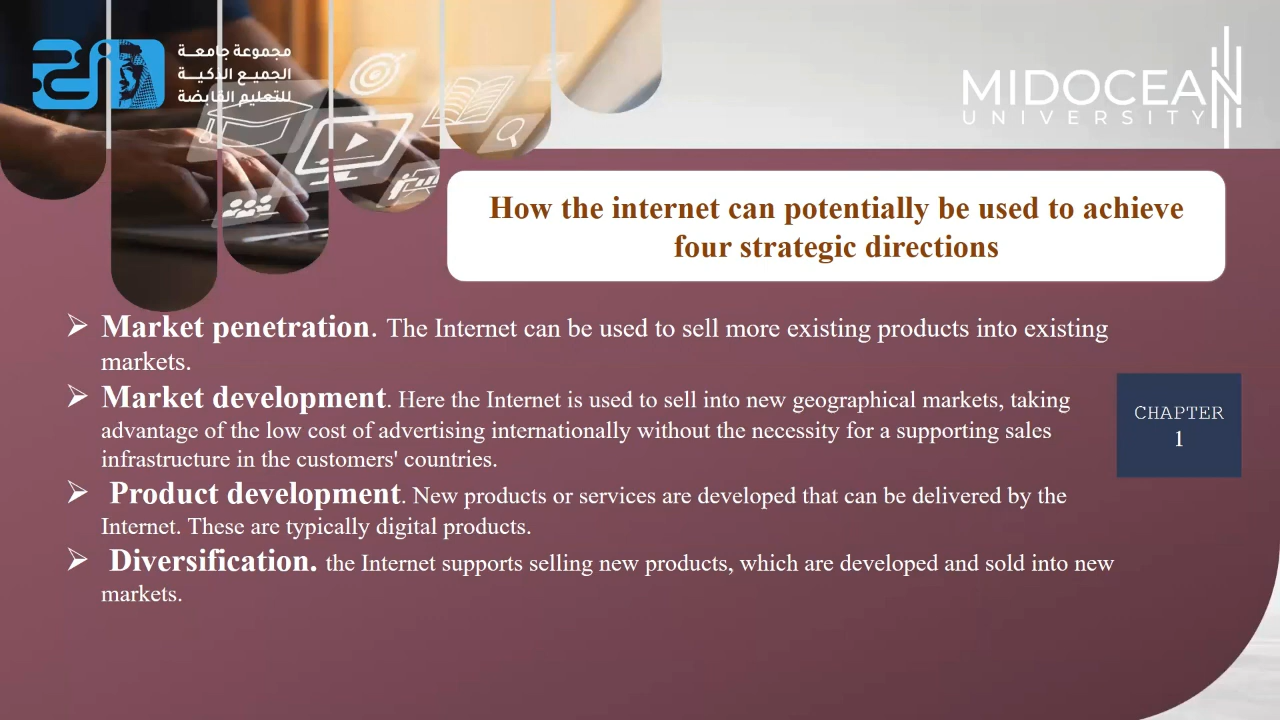 مجموعة جامعة
الجميع الذكية
للتعليم القابضة
MIDOCEAN
UNIVERSITY
How the internet can potentially be used to achieve
four strategic directions
➢ Market penetration. The Internet can be used to sell more existing products into existing
markets.
➢ Market development. Here the Internet is used to sell into new geographical markets, taking
advantage of the low cost of advertising internationally without the necessity for a supporting sales
infrastructure in the customers' countries.
➢ Product development. New products or services are developed that can be delivered by the
Internet. These are typically digital products.
➢ Diversification. the Internet supports selling new products, which are developed and sold into new
markets.
CHAPTER
1